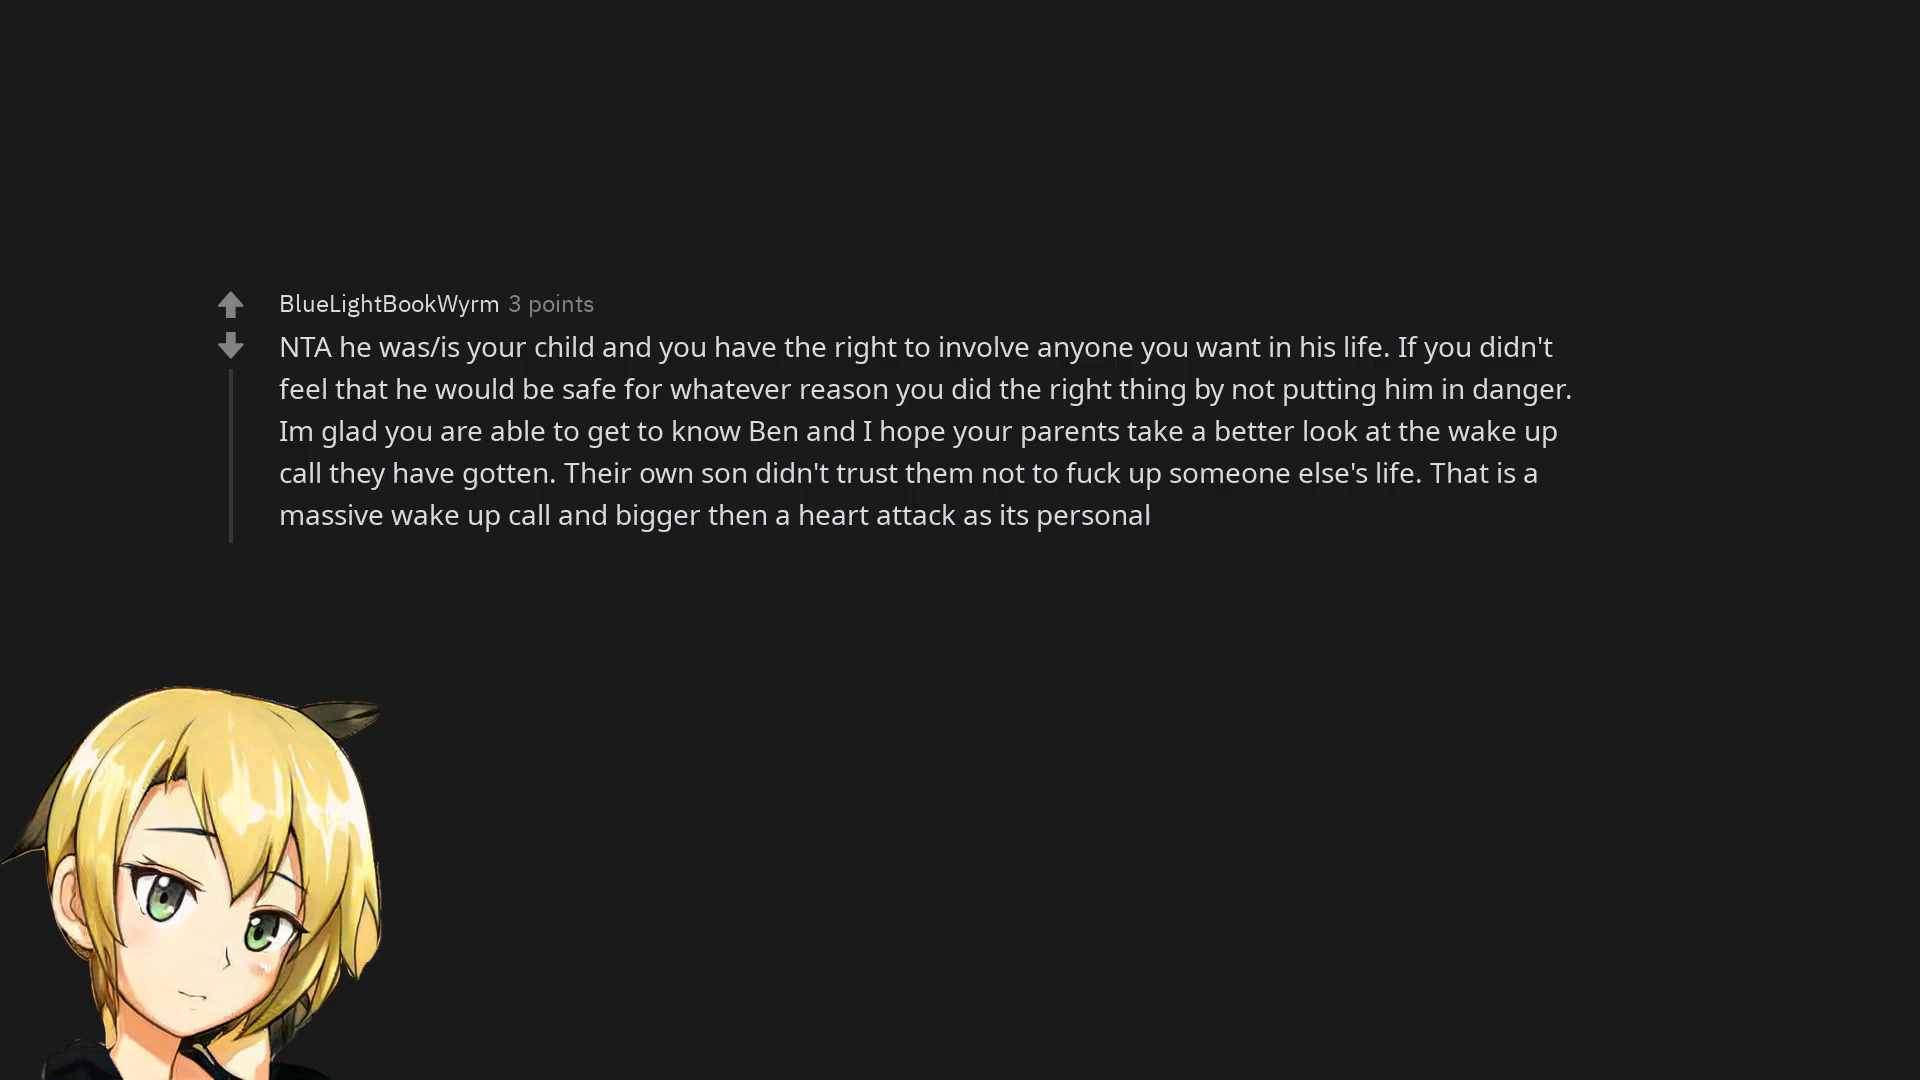 BlueLightBookWyrm 3 points
NTA he was/is your child and you have the right to involve anyone you want in his life. If you didn't
feel that he would be safe for whatever reason you did the right thing by not putting him in danger.
Im glad you are able to get to know Ben and I hope your parents take a better look at the wake up
call they have gotten. Their own son didn't trust them not to fuck up someone else's life. That is a
massive wake up call and bigger then a heart attack as its personal